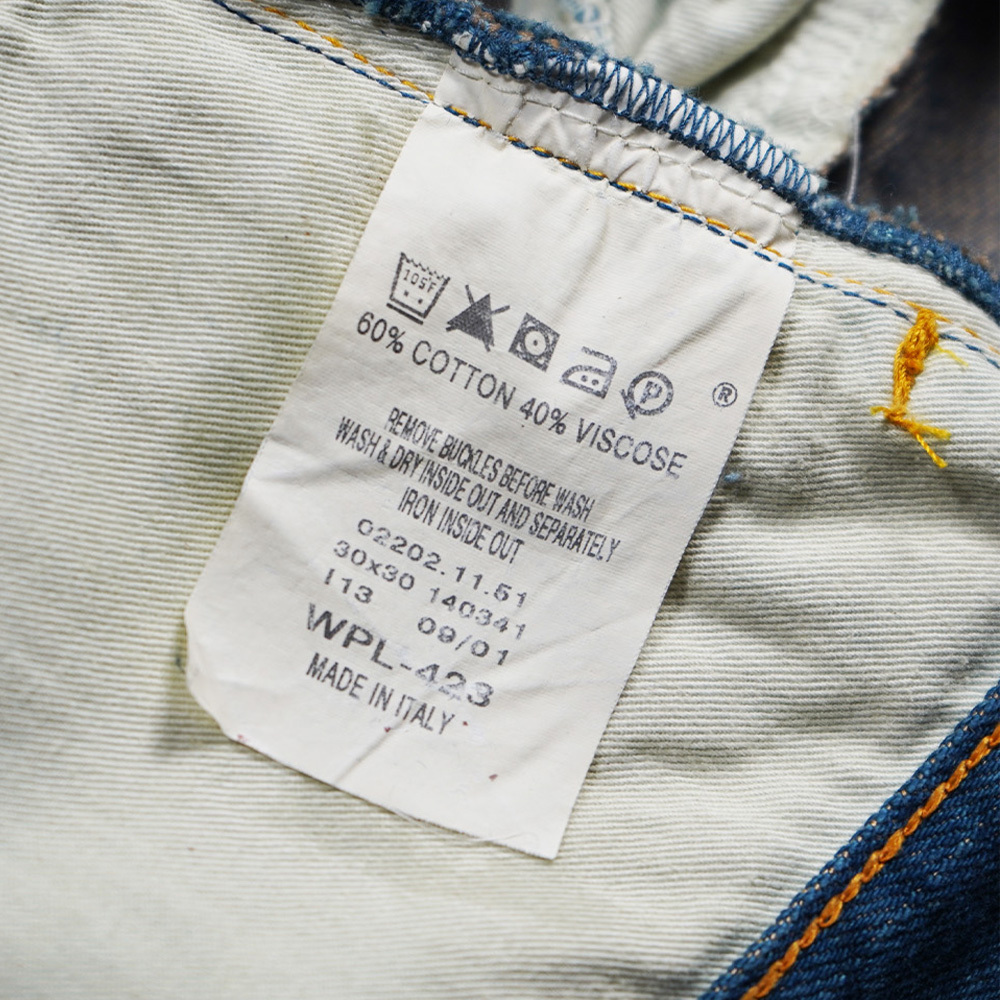 105F
P
®
60% COTTON 40% VISCOSE
REMOVE BUCKLES BEFORE WASH
WASH & DRY INSIDE OUT AND SEPARATELY
IRON INSIDE OUT
02202.11.51
30x30 140341
I13 09/01
WPL-423
MADE IN ITALY